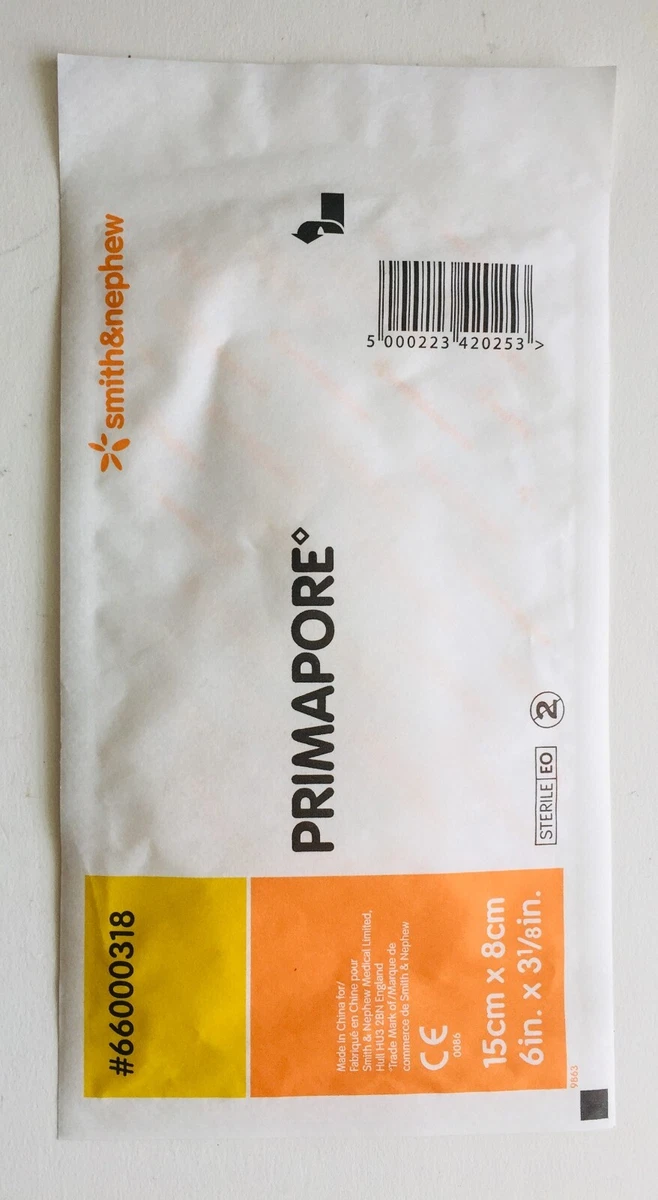 smith&nephew
5 000223 420253 >
PRIMAPORE◊
STERILE EO
2
#66000318
Made in China for/
Fabriqué en Chine pour
Smith & Nephew Medical Limited,
Hull HU3 2BN England
◊Trade Mark of/Marque de
commerce de Smith & Nephew
CE
0086
15cm x 8cm
6in. x 3 1/8in.
9863